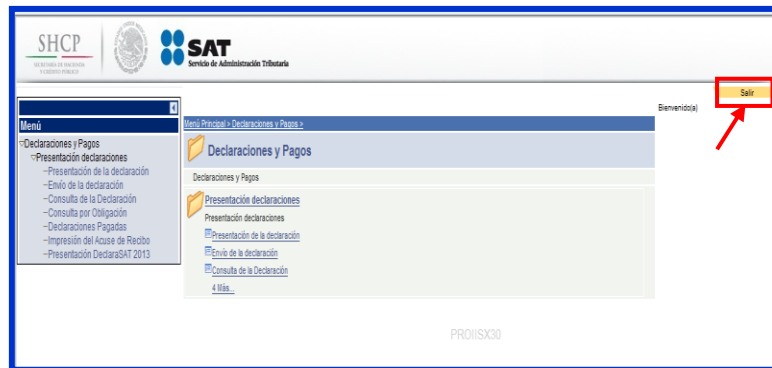 SHCP
SECRETARÍA DE HACIENDA
Y CRÉDITO PÚBLICO
SAT
Servicio de Administración Tributaria
Salir
Bienvenido(a)
Menú
Declaraciones y Pagos
Presentación declaraciones
−Presentación de la declaración
−Envío de la declaración
−Consulta de la Declaración
−Consulta por Obligación
−Declaraciones Pagadas
−Impresión del Acuse de Recibo
−Presentación DeclaraSAT 2013
Menú Principal > Declaraciones y Pagos >
Declaraciones y Pagos
Declaraciones y Pagos
Presentación declaraciones
Presentación declaraciones
Presentación de la declaración
Envío de la declaración
Consulta de la Declaración
4 Más...
PROIISX30